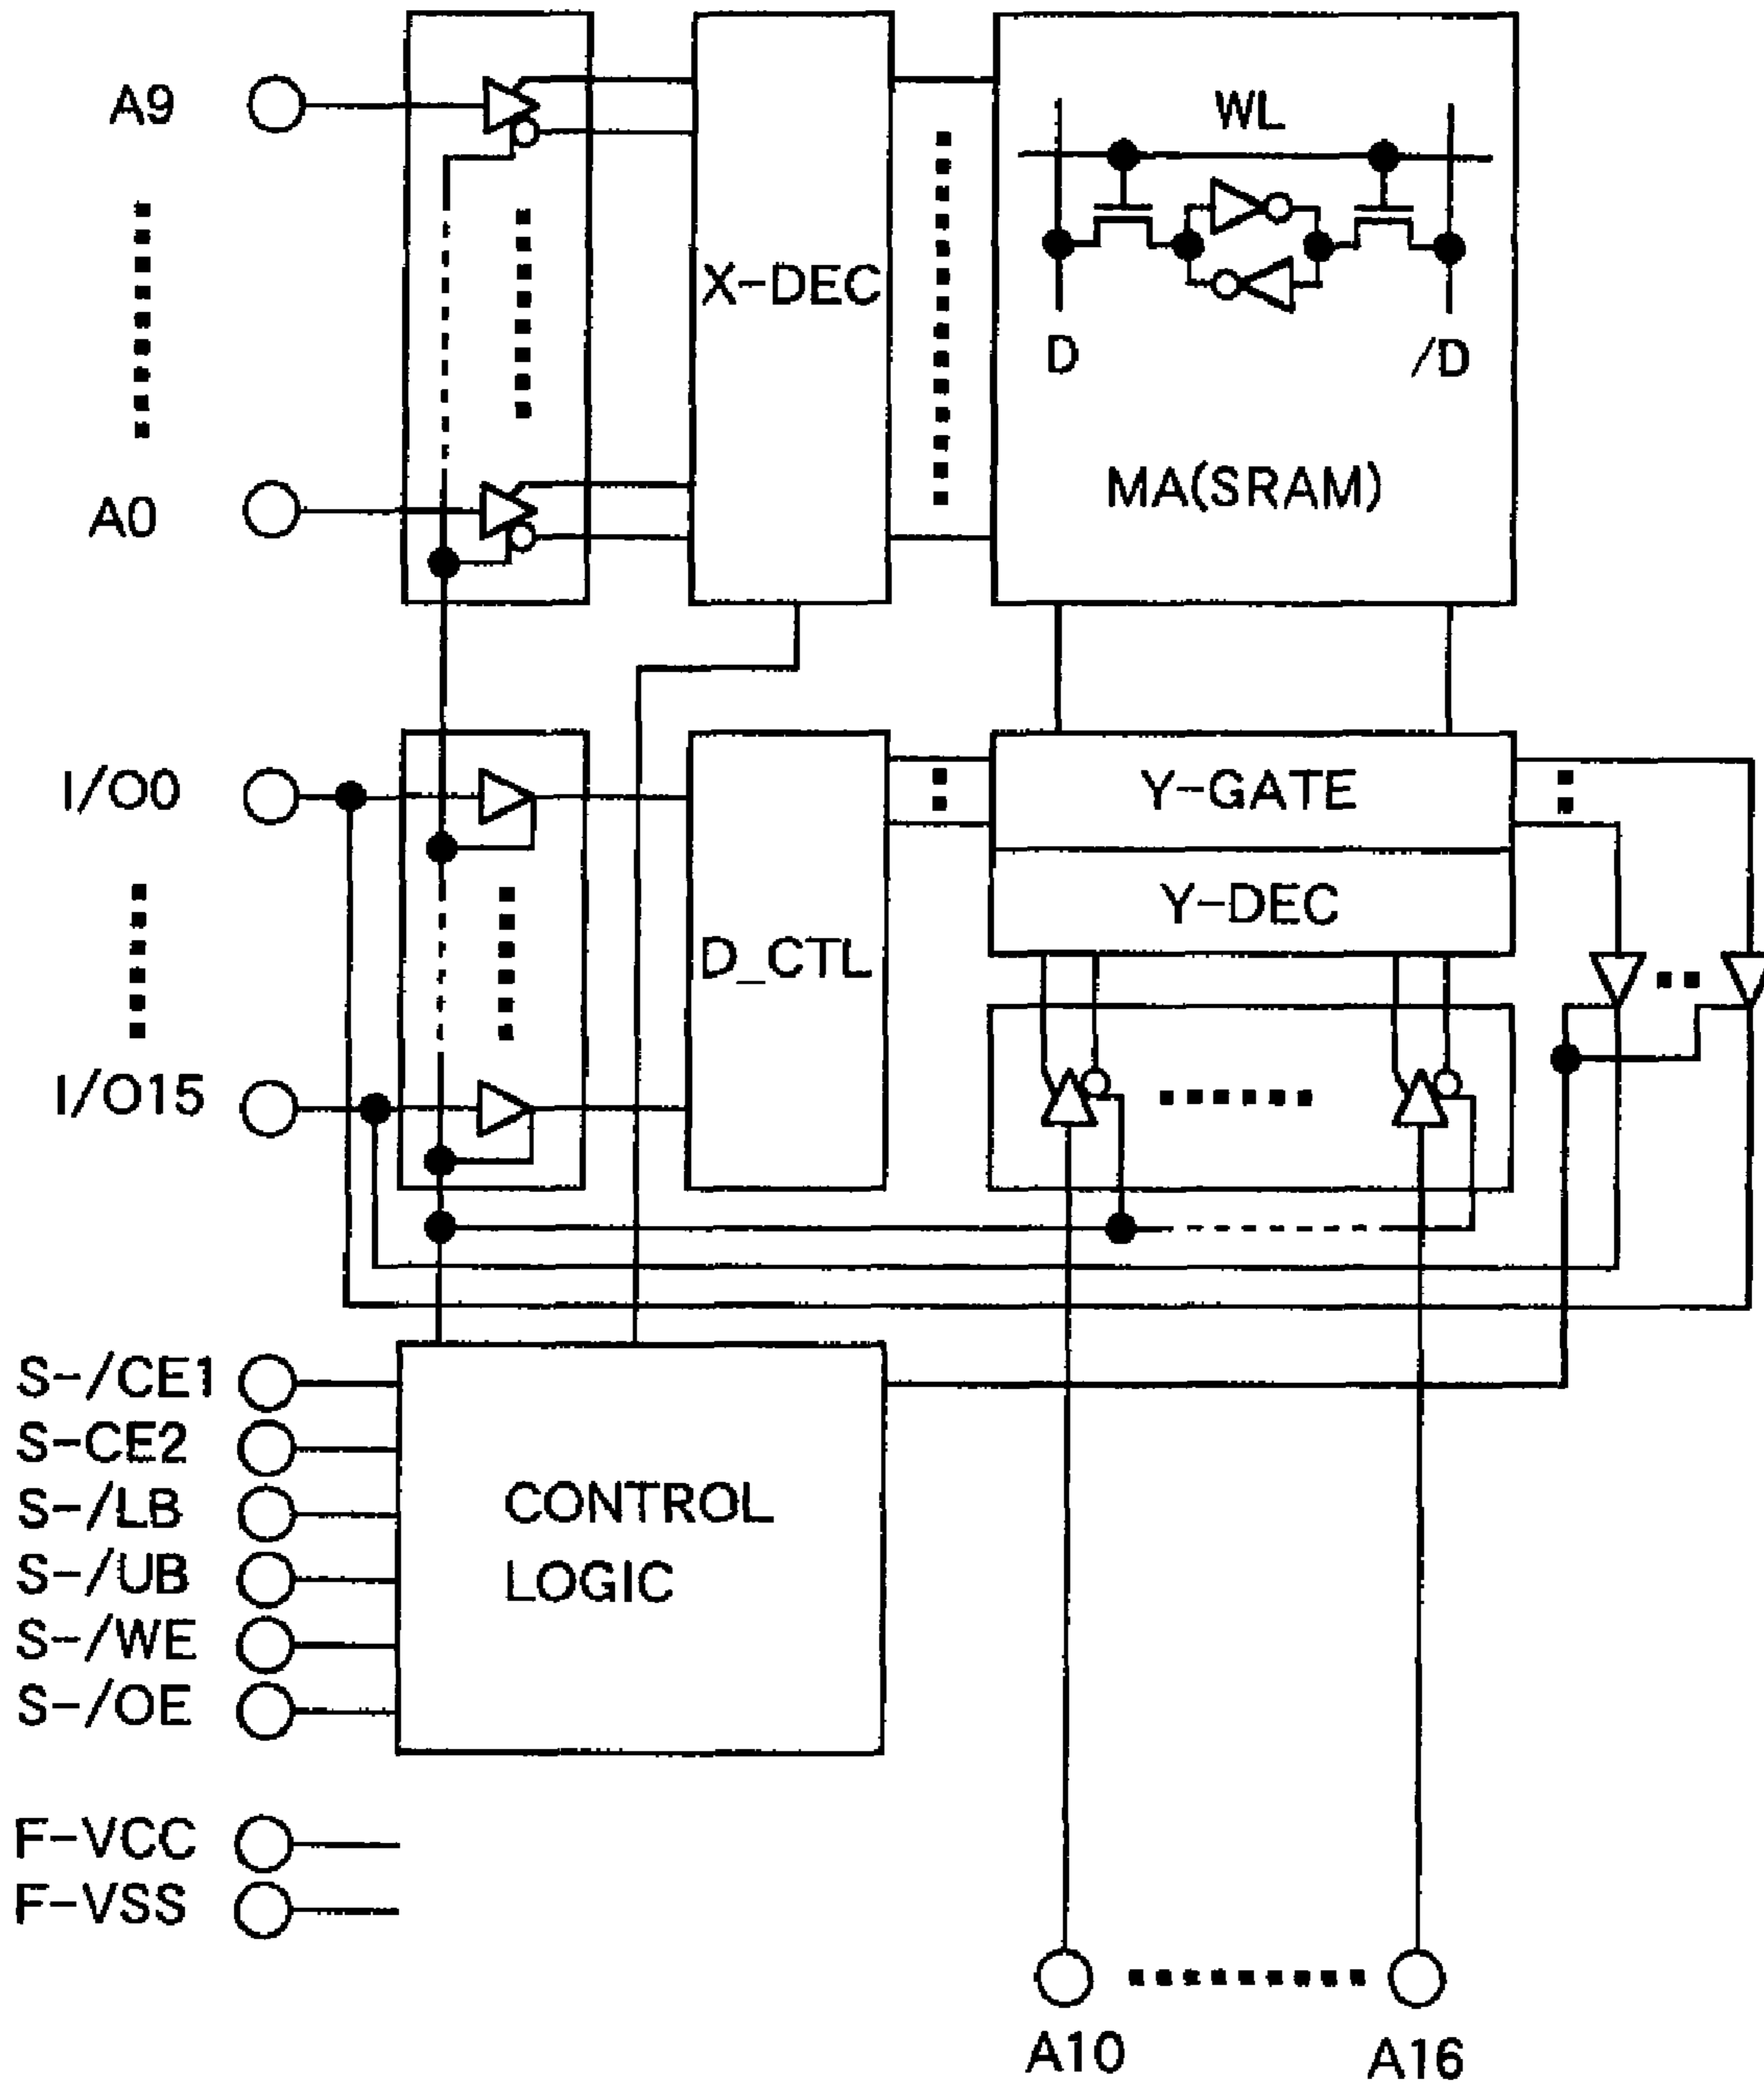 A9
WL
X-DEC
D
/D
MA(SRAM)
A0
I/O0
Y-GATE
Y-DEC
D_CTL
I/O15
S-/CE1
S-CE2
S-/LB
S-/UB
S-/WE
S-/OE
CONTROL
LOGIC
F-VCC
F-VSS
A10
A16